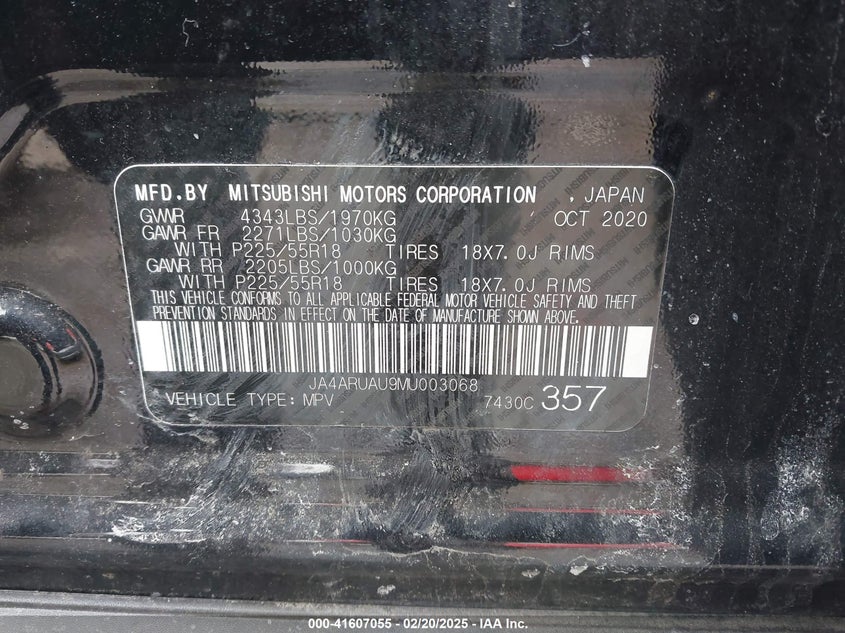 MFD.BY MITSUBISHI MOTORS CORPORATION , JAPAN
GVWR 4343LBS/1970KG OCT 2020
GAWR FR 2271LBS/1030KG
WITH P225/55R18 TIRES 18X7.0J RIMS
GAWR RR 2205LBS/1000KG
WITH P225/55R18 TIRES 18X7.0J RIMS
THIS VEHICLE CONFORMS TO ALL APPLICABLE FEDERAL MOTOR VEHICLE SAFETY AND THEFT
PREVENTION STANDARDS IN EFFECT ON THE DATE OF MANUFACTURE SHOWN ABOVE.
JA4ARUAU9MU003068
VEHICLE TYPE: MPV 7430C 357
000-41607055 - 02/20/2025 - IAA Inc.